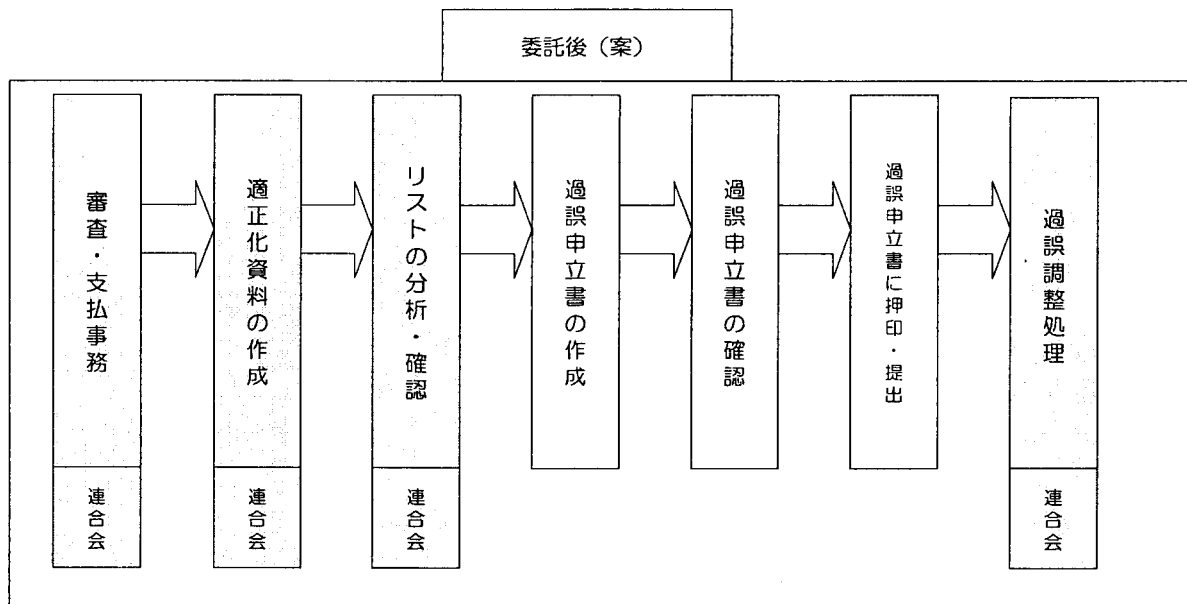 委託後（案）
審査・支払事務
適正化資料の作成
リストの分析・確認
過誤申立書の作成
過誤申立書の確認
過誤申立書に押印・提出
過誤調整処理
連合会
連合会
連合会
連合会